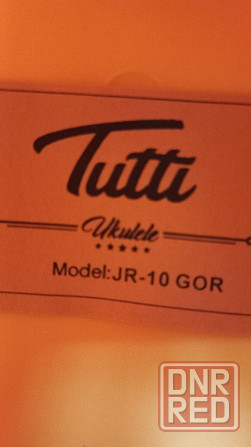 Tutti
Ukulele
★★★★★
Model:JR-10 GOR
DNR
RED